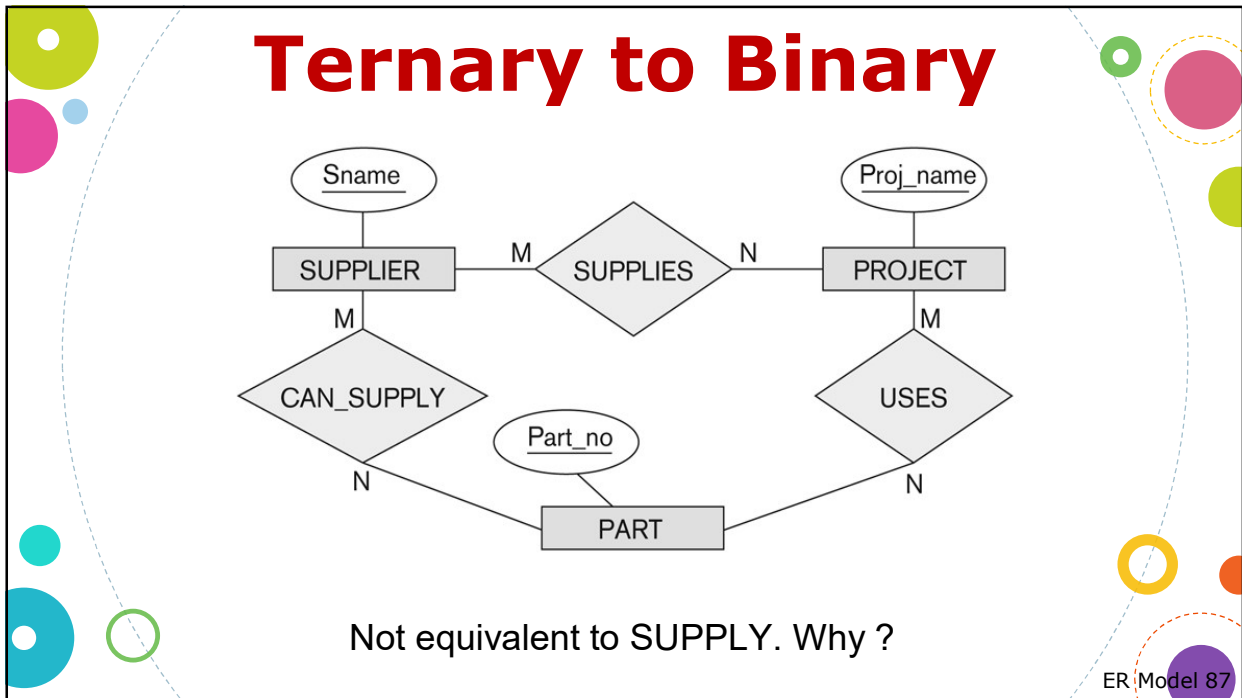 Ternary to Binary
Sname
Proj_name
M
N
SUPPLIER
SUPPLIES
PROJECT
M
M
CAN_SUPPLY
USES
Part_no
N
N
PART
Not equivalent to SUPPLY. Why ?
ER Model 87